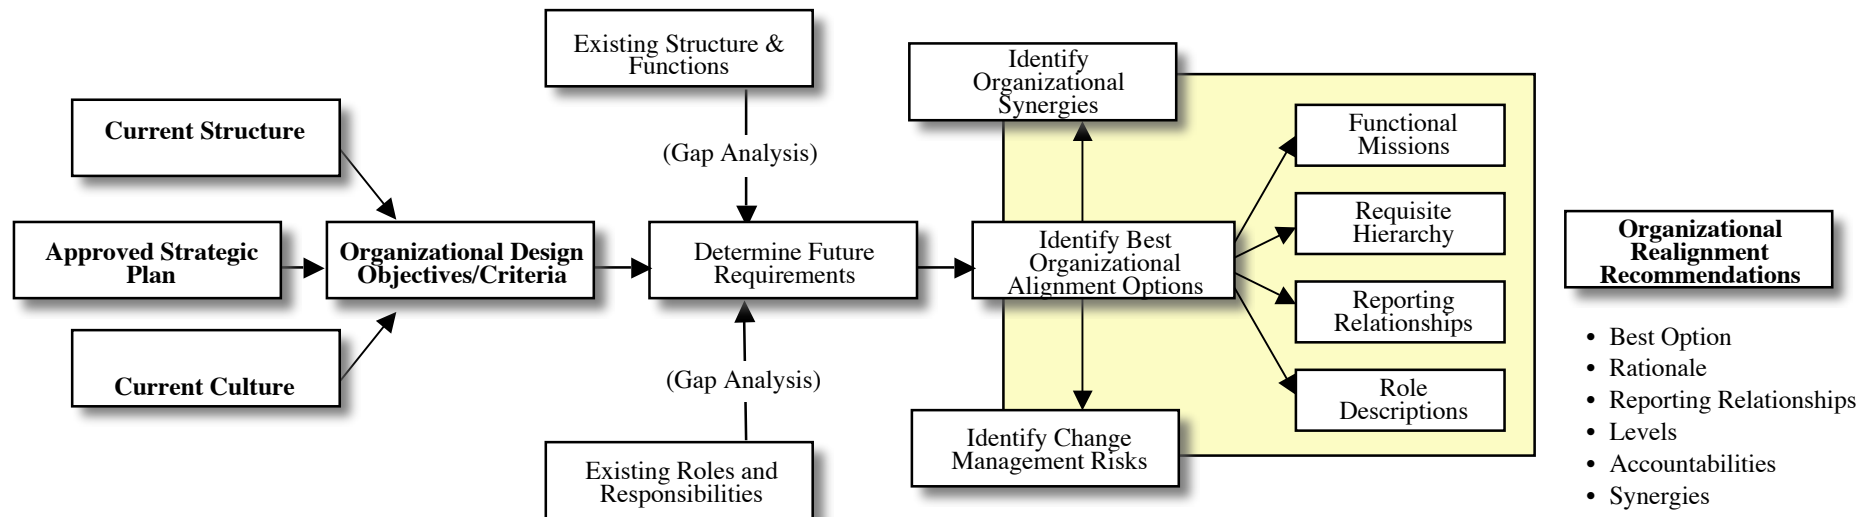 Existing Structure &
Functions
Identify
Organizational
Synergies
Current Structure
Functional
Missions
(Gap Analysis)
Approved Strategic
Plan
Organizational Design
Objectives/Criteria
Determine Future
Requirements
Identify Best
Organizational
Alignment Options
Requisite
Hierarchy
Organizational
Realignment
Recommendations
Reporting
Relationships
Current Culture
(Gap Analysis)
Role
Descriptions
Existing Roles and
Responsibilities
Identify Change
Management Risks
• Best Option
• Rationale
• Reporting Relationships
• Levels
• Accountabilities
• Synergies